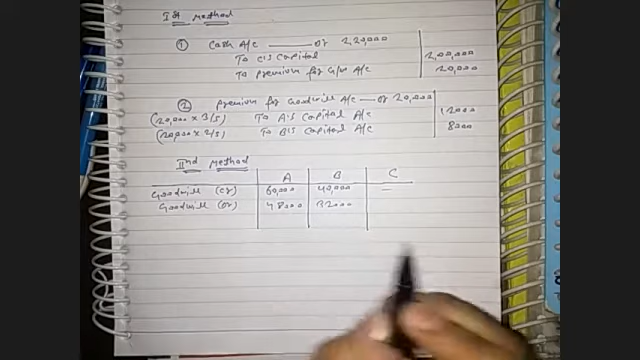 Ist method
① Cash A/c ——— Dr 2,20,000
To C's Capital 2,00,000
To premium for G/w A/c 20,000
② premium for Goodwill A/c — Dr 20,000
(20,000 x 3/5) To A's Capital A/c 12000
(20,000 x 2/5) To B's Capital A/c 8000
IInd method
A B C
Goodwill (Cr) 60,000 40,000 —
Goodwill (Dr) 48000 32000